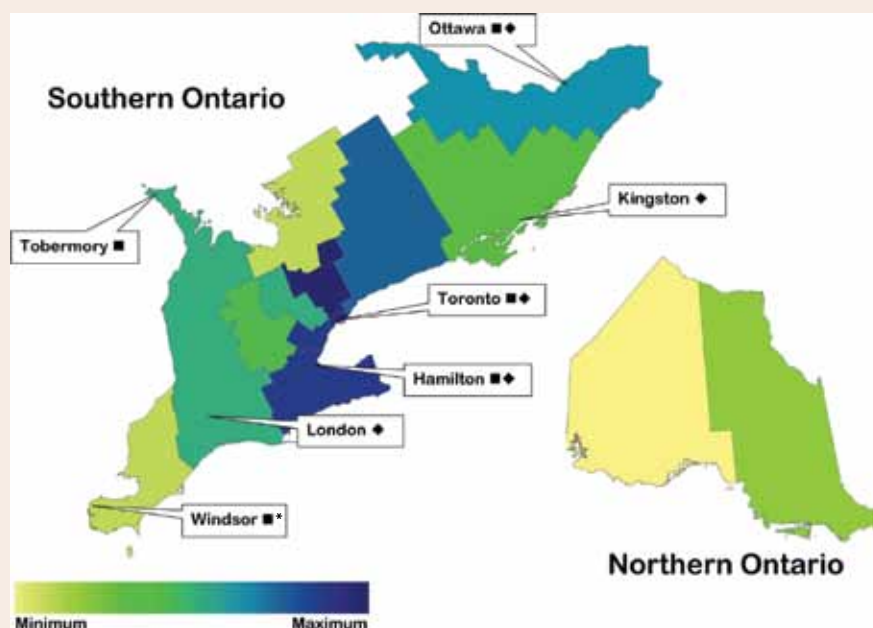 Ottawa ■ ◆
Southern Ontario
Kingston ◆
Tobermory ■
Toronto ■ ◆
Hamilton ■ ◆
London ◆
Windsor ■ *
Northern Ontario
Minimum Maximum